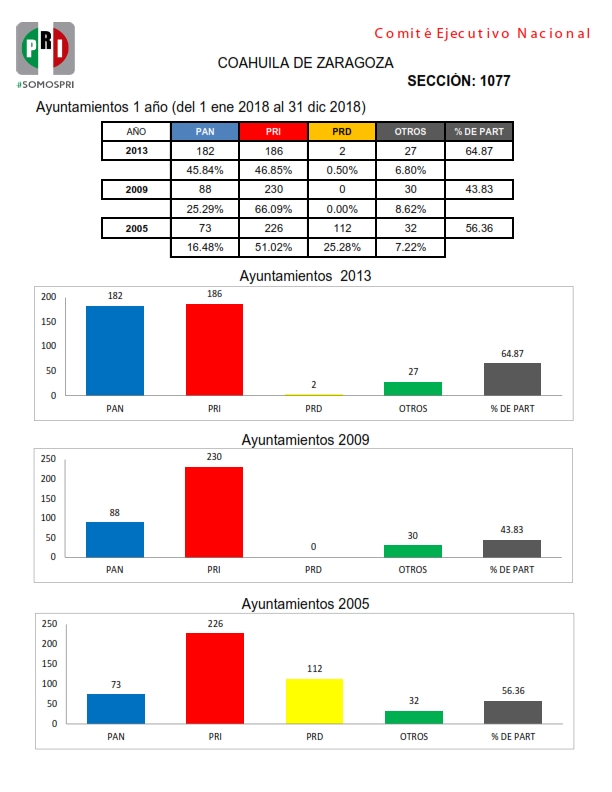 Comité Ejecutivo Nacional
PRI
#SOMOSPRI
COAHUILA DE ZARAGOZA
SECCIÓN: 1077
Ayuntamientos 1 año (del 1 ene 2018 al 31 dic 2018)
AÑO PAN PRI PRD OTROS % DE PART
2013 182 186 2 27 64.87
45.84% 46.85% 0.50% 6.80%
2009 88 230 0 30 43.83
25.29% 66.09% 0.00% 8.62%
2005 73 226 112 32 56.36
16.48% 51.02% 25.28% 7.22%
Ayuntamientos 2013
200
150
100
50
0
182
186
2
27
64.87
PAN PRI PRD OTROS % DE PART
Ayuntamientos 2009
250
200
150
100
50
0
88
230
0
30
43.83
PAN PRI PRD OTROS % DE PART
Ayuntamientos 2005
250
200
150
100
50
0
73
226
112
32
56.36
PAN PRI PRD OTROS % DE PART